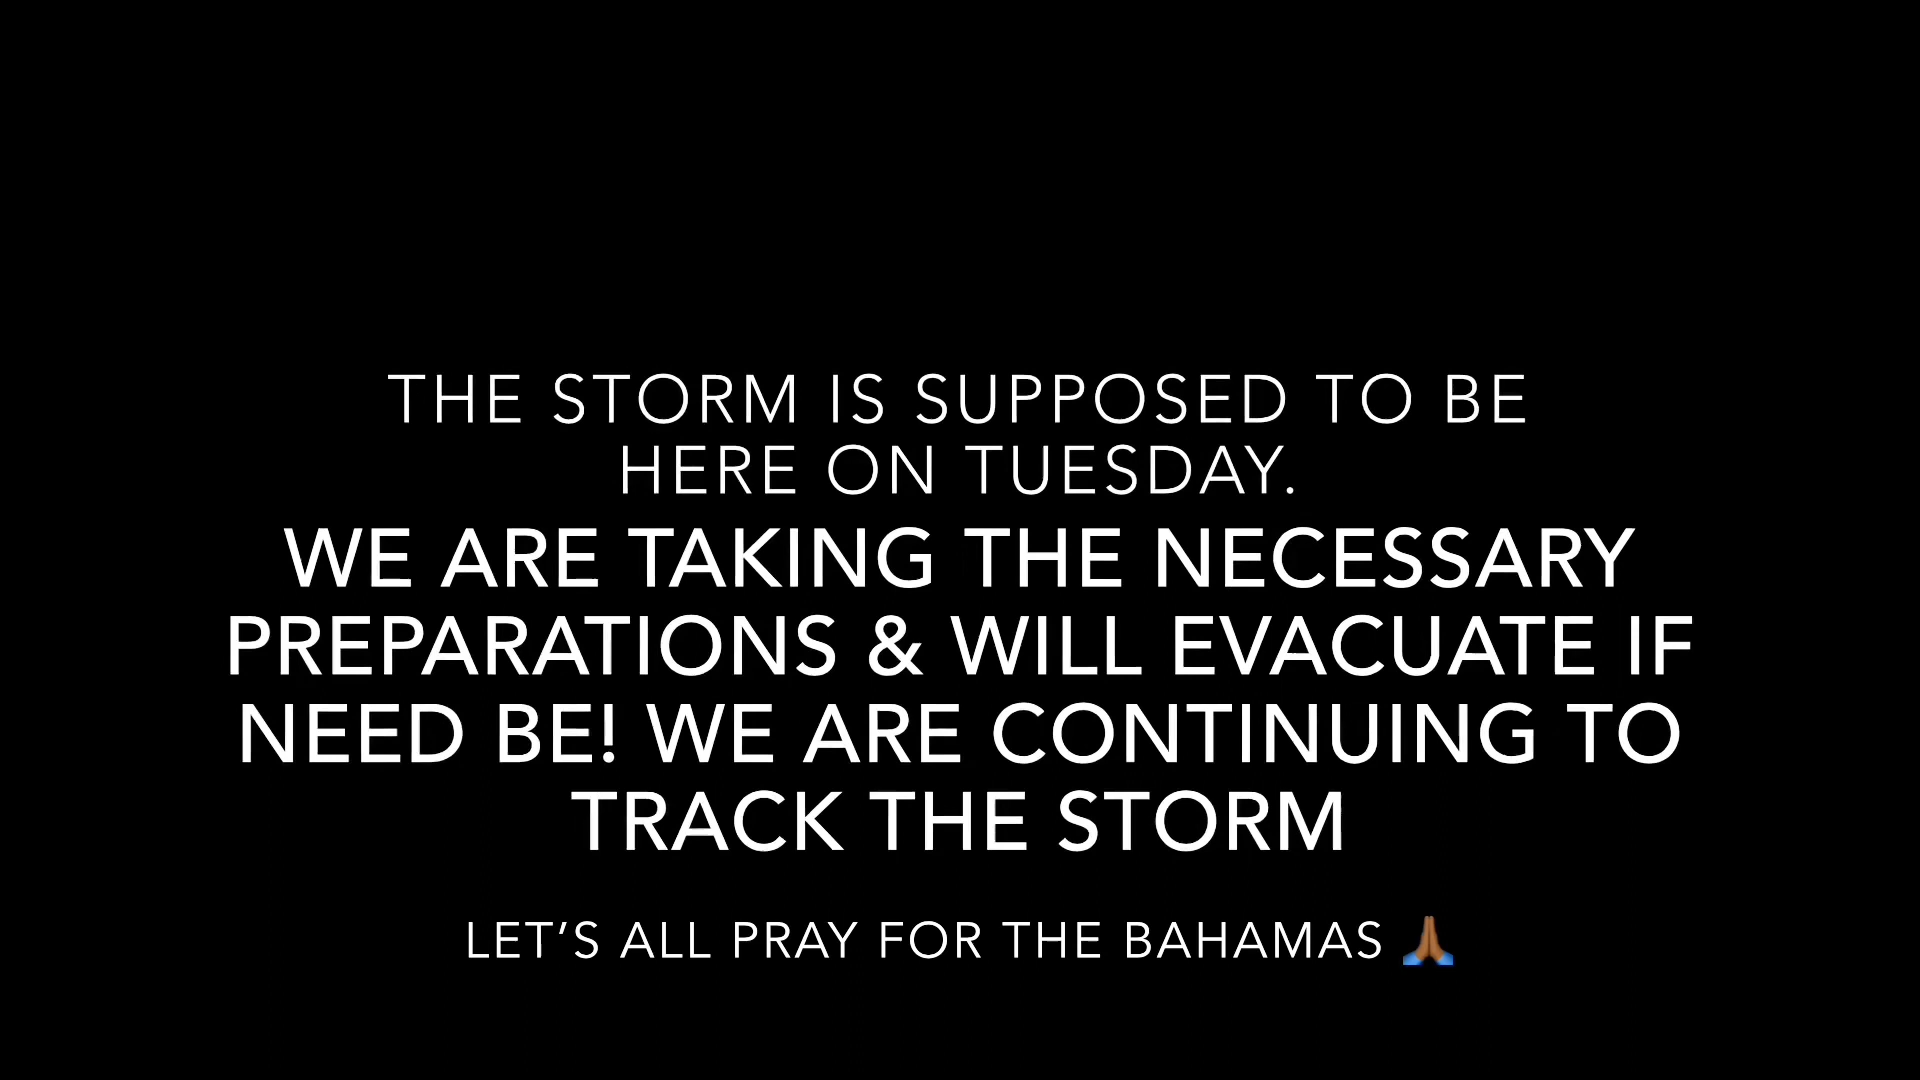 THE STORM IS SUPPOSED TO BE
HERE ON TUESDAY.
WE ARE TAKING THE NECESSARY
PREPARATIONS & WILL EVACUATE IF
NEED BE! WE ARE CONTINUING TO
TRACK THE STORM
LET’S ALL PRAY FOR THE BAHAMAS 🙏🏾